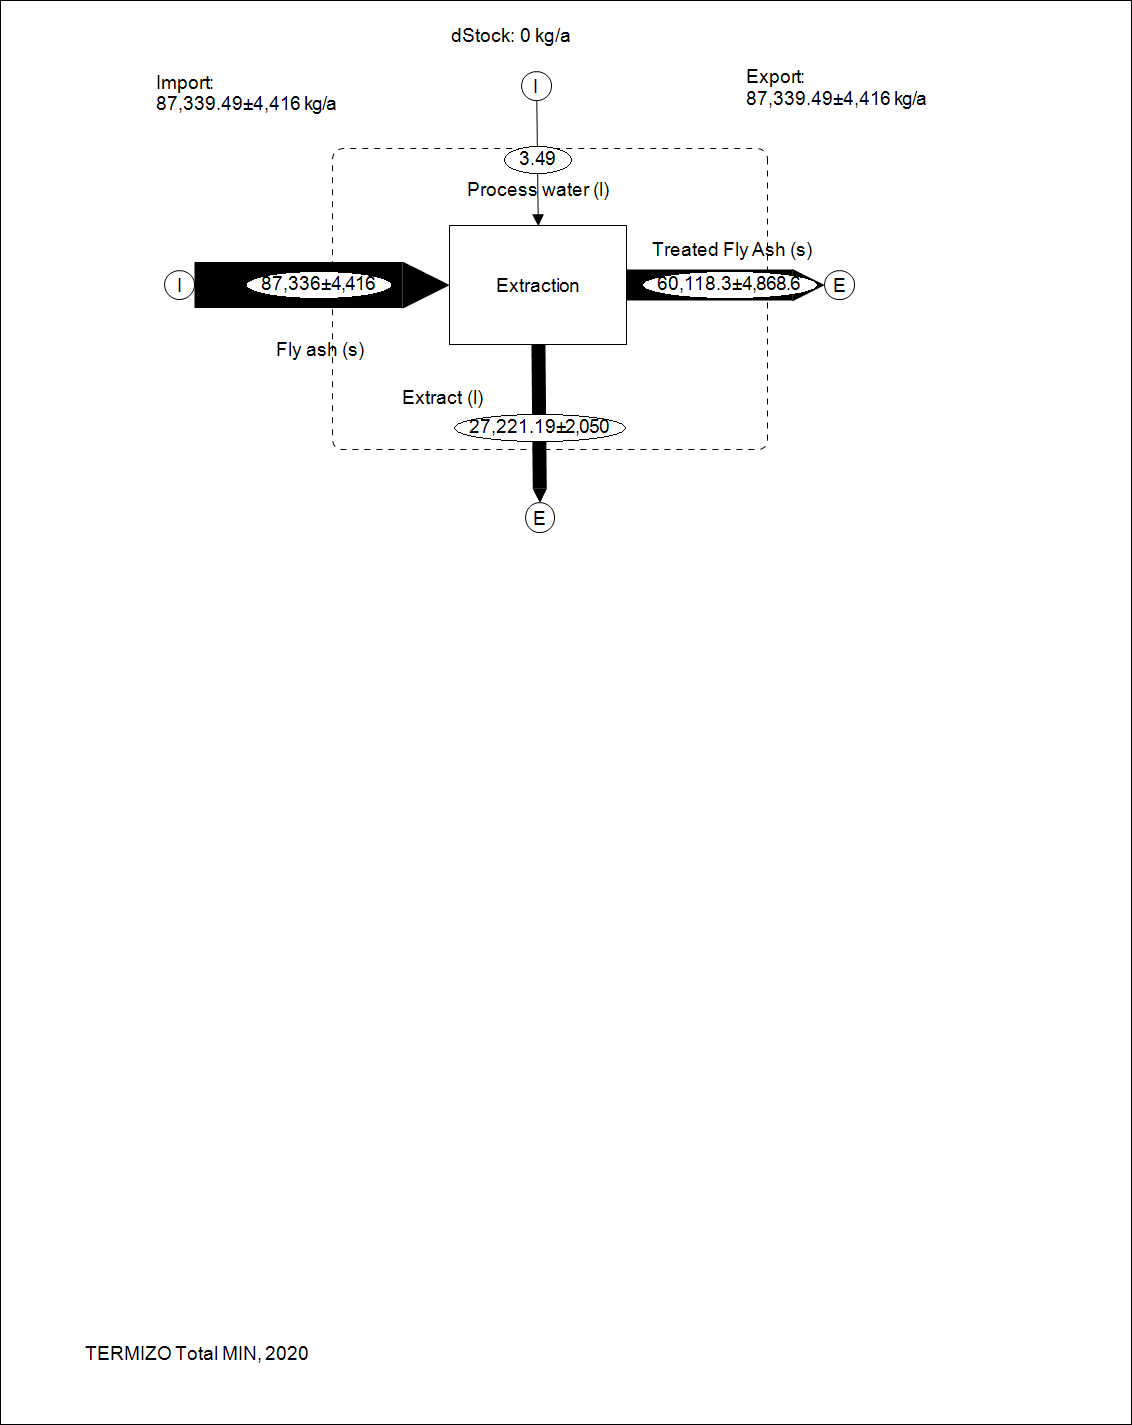 dStock: 0 kg/a
Import:
87,339.49±4,416 kg/a
I
Export:
87,339.49±4,416 kg/a
3.49
Process water (l)
Treated Fly Ash (s)
I
87,336±4,416
Extraction
60,118.3±4,868.6
E
Fly ash (s)
Extract (l)
27,221.19±2,050
E
TERMIZO Total MIN, 2020